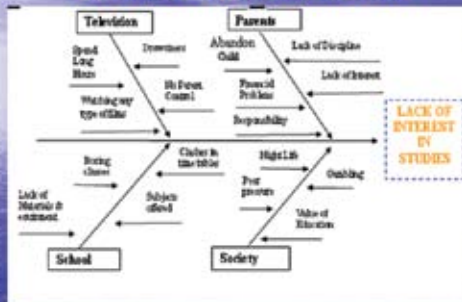 Television
Parents
Spend
Long
Hours
Drowsiness
Abandon
Child
Lack of Discipline
No Parent
Control
Financial
Problems
Lack of Interest
Watching any
type of films
Responsibility
LACK OF
INTEREST
IN
STUDIES
Boring
classes
Clashes in
time tables
Night Life
Gambling
Peer
pressure
Lack of
Materials &
equipment
Subjects
offered
Value of
Education
School
Society